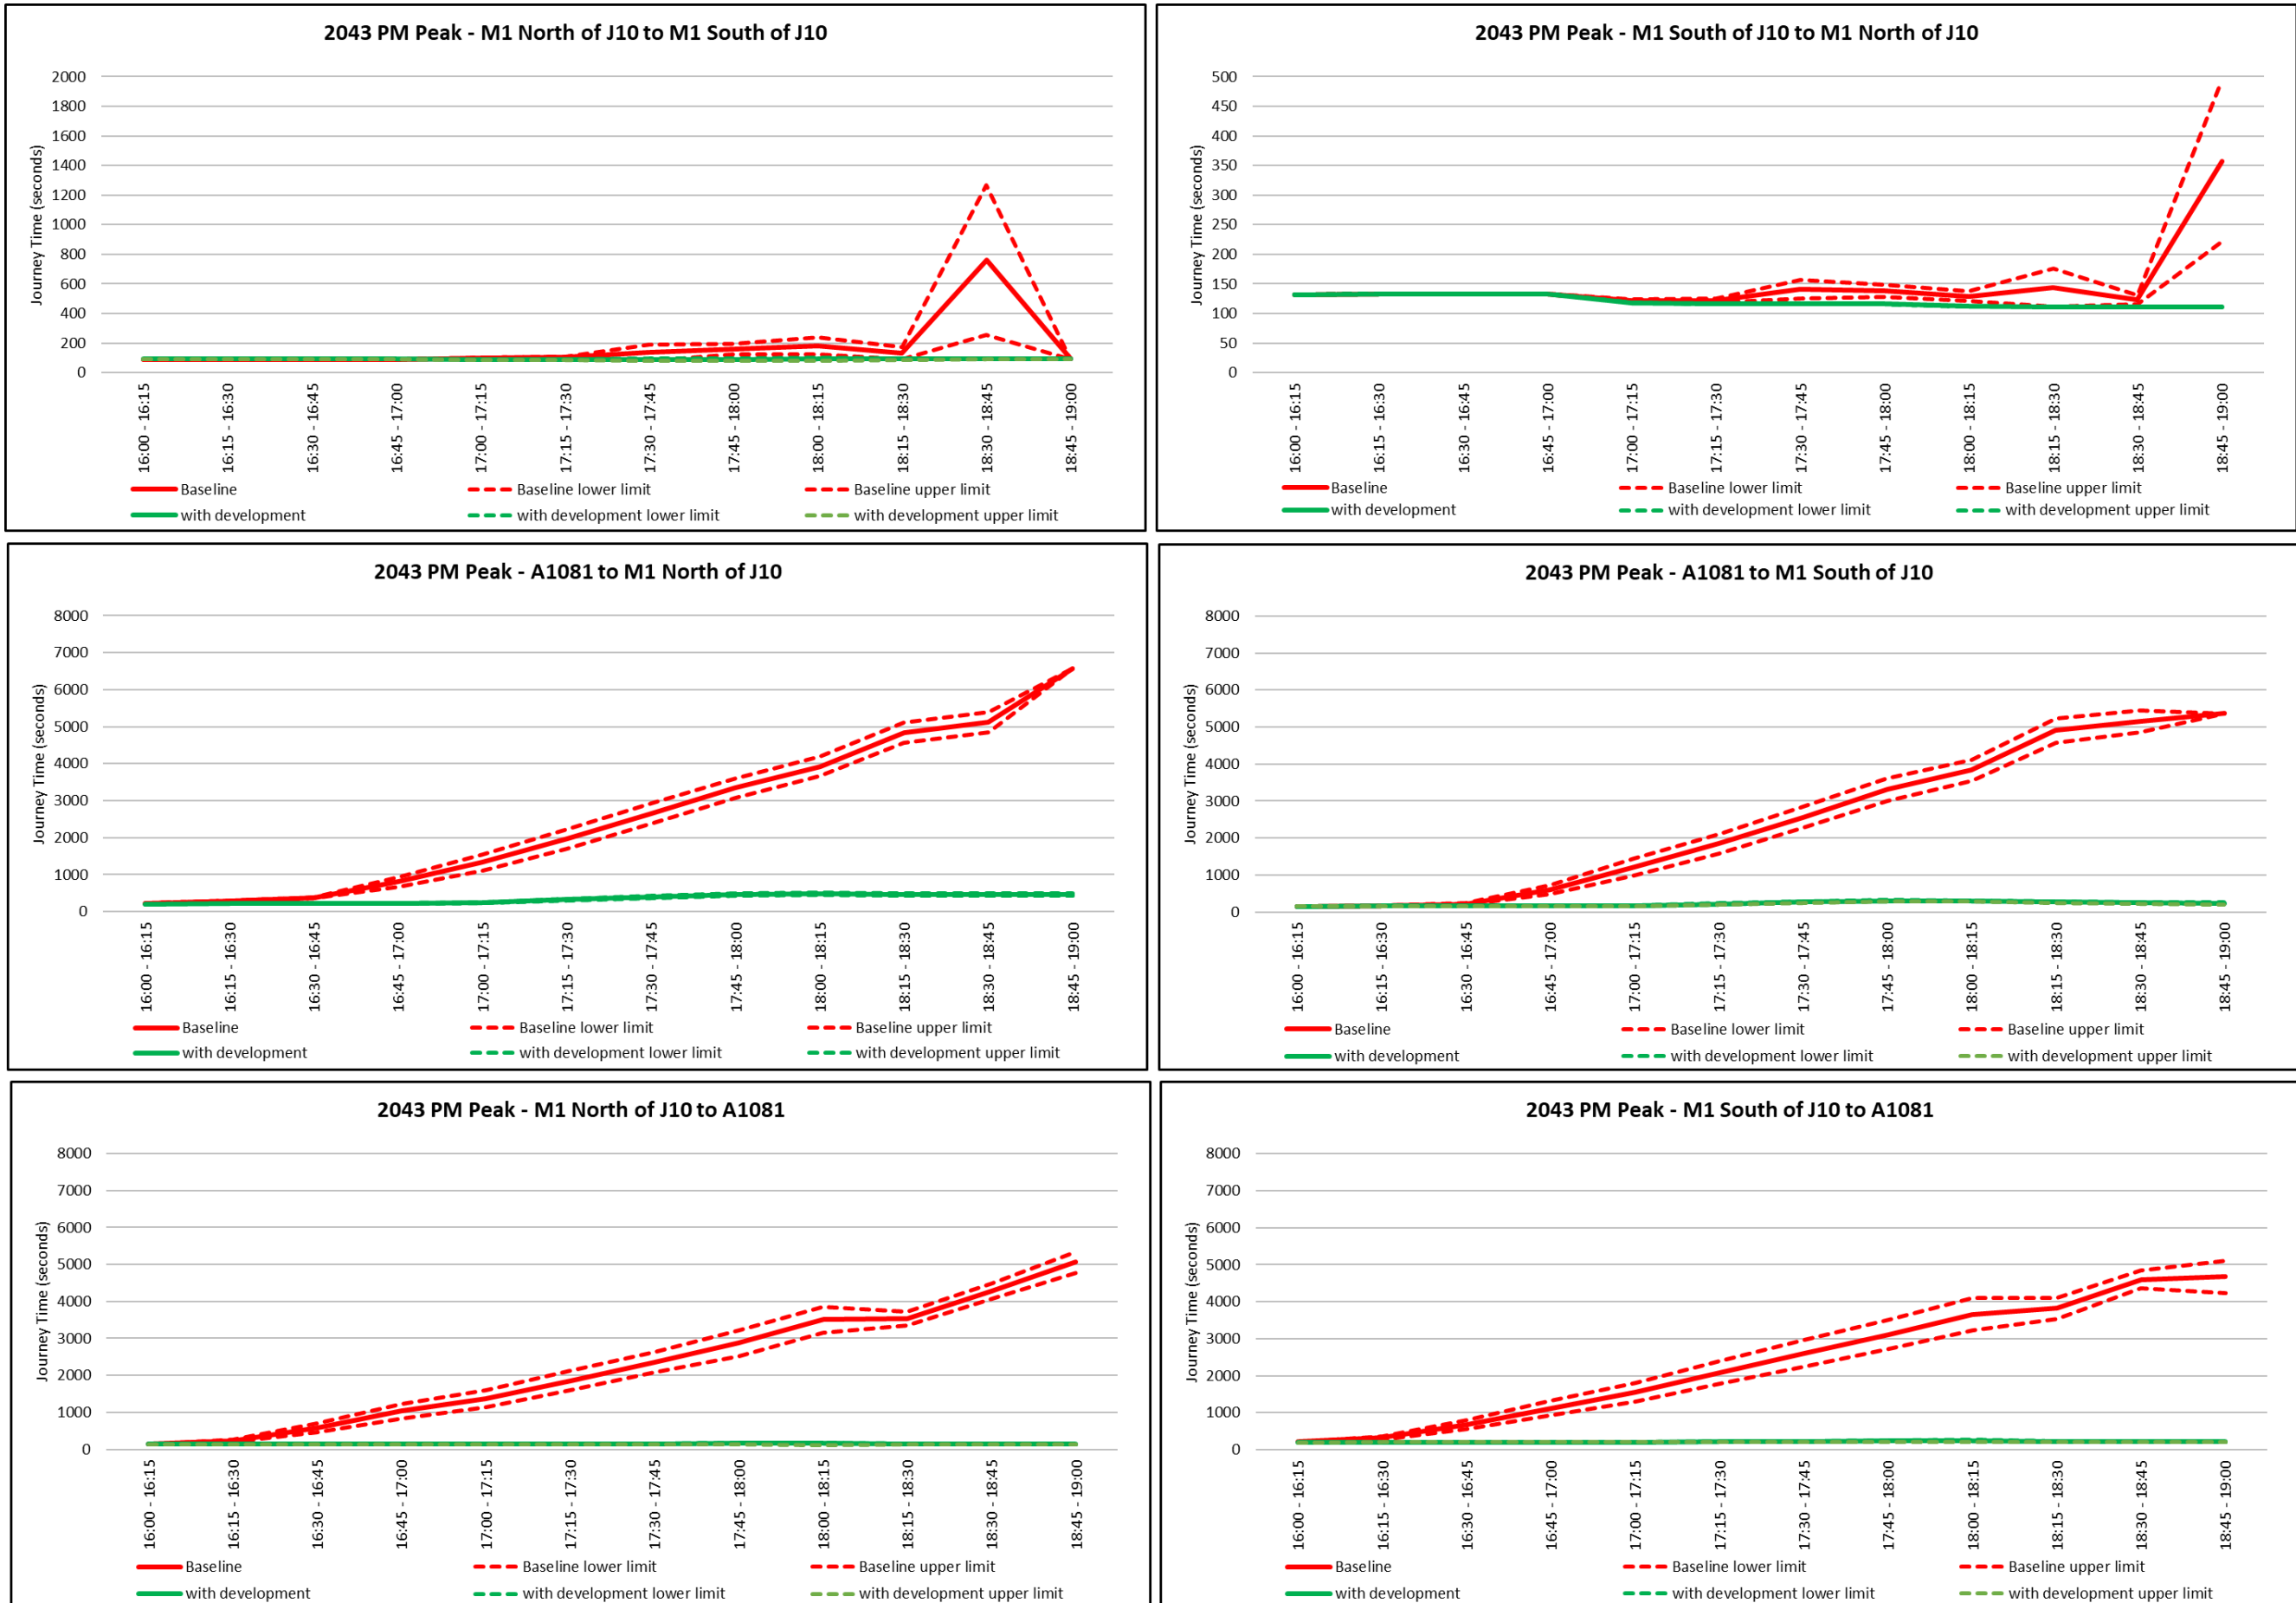 2043 PM Peak - M1 North of J10 to M1 South of J10
Journey Time (seconds)
2000
1800
1600
1400
1200
1000
800
600
400
200
0
16:00 - 16:15
16:15 - 16:30
16:30 - 16:45
16:45 - 17:00
17:00 - 17:15
17:15 - 17:30
17:30 - 17:45
17:45 - 18:00
18:00 - 18:15
18:15 - 18:30
18:30 - 18:45
18:45 - 19:00
Baseline Baseline lower limit Baseline upper limit
with development with development lower limit with development upper limit
2043 PM Peak - M1 South of J10 to M1 North of J10
Journey Time (seconds)
500
450
400
350
300
250
200
150
100
50
0
16:00 - 16:15
16:15 - 16:30
16:30 - 16:45
16:45 - 17:00
17:00 - 17:15
17:15 - 17:30
17:30 - 17:45
17:45 - 18:00
18:00 - 18:15
18:15 - 18:30
18:30 - 18:45
18:45 - 19:00
Baseline Baseline lower limit Baseline upper limit
with development with development lower limit with development upper limit
2043 PM Peak - A1081 to M1 North of J10
Journey Time (seconds)
8000
7000
6000
5000
4000
3000
2000
1000
0
16:00 - 16:15
16:15 - 16:30
16:30 - 16:45
16:45 - 17:00
17:00 - 17:15
17:15 - 17:30
17:30 - 17:45
17:45 - 18:00
18:00 - 18:15
18:15 - 18:30
18:30 - 18:45
18:45 - 19:00
Baseline Baseline lower limit Baseline upper limit
with development with development lower limit with development upper limit
2043 PM Peak - A1081 to M1 South of J10
Journey Time (seconds)
8000
7000
6000
5000
4000
3000
2000
1000
0
16:00 - 16:15
16:15 - 16:30
16:30 - 16:45
16:45 - 17:00
17:00 - 17:15
17:15 - 17:30
17:30 - 17:45
17:45 - 18:00
18:00 - 18:15
18:15 - 18:30
18:30 - 18:45
18:45 - 19:00
Baseline Baseline lower limit Baseline upper limit
with development with development lower limit with development upper limit
2043 PM Peak - M1 North of J10 to A1081
Journey Time (seconds)
8000
7000
6000
5000
4000
3000
2000
1000
0
16:00 - 16:15
16:15 - 16:30
16:30 - 16:45
16:45 - 17:00
17:00 - 17:15
17:15 - 17:30
17:30 - 17:45
17:45 - 18:00
18:00 - 18:15
18:15 - 18:30
18:30 - 18:45
18:45 - 19:00
Baseline Baseline lower limit Baseline upper limit
with development with development lower limit with development upper limit
2043 PM Peak - M1 South of J10 to A1081
Journey Time (seconds)
8000
7000
6000
5000
4000
3000
2000
1000
0
16:00 - 16:15
16:15 - 16:30
16:30 - 16:45
16:45 - 17:00
17:00 - 17:15
17:15 - 17:30
17:30 - 17:45
17:45 - 18:00
18:00 - 18:15
18:15 - 18:30
18:30 - 18:45
18:45 - 19:00
Baseline Baseline lower limit Baseline upper limit
with development with development lower limit with development upper limit